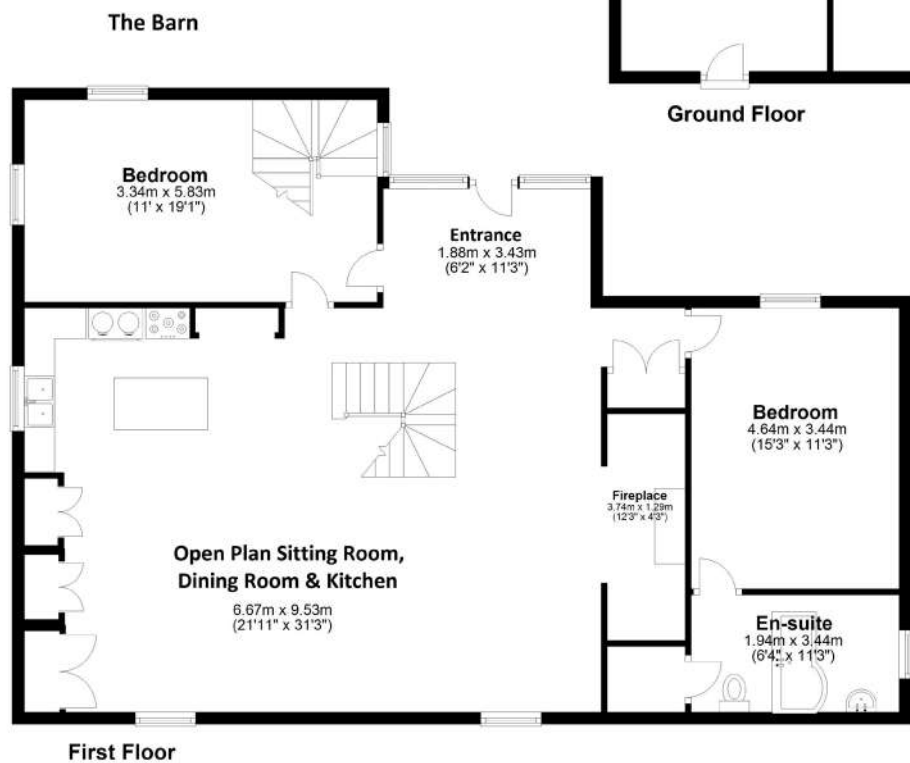 The Barn
Ground Floor
Bedroom
3.34m x 5.83m
(11' x 19'1")
Entrance
1.88m x 3.43m
(6'2" x 11'3")
Bedroom
4.64m x 3.44m
(15'3" x 11'3")
Fireplace
3.74m x 1.29m
(12'3" x 4'3")
Open Plan Sitting Room,
Dining Room & Kitchen
6.67m x 9.53m
(21'11" x 31'3")
En-suite
1.94m x 3.44m
(6'4" x 11'3")
First Floor